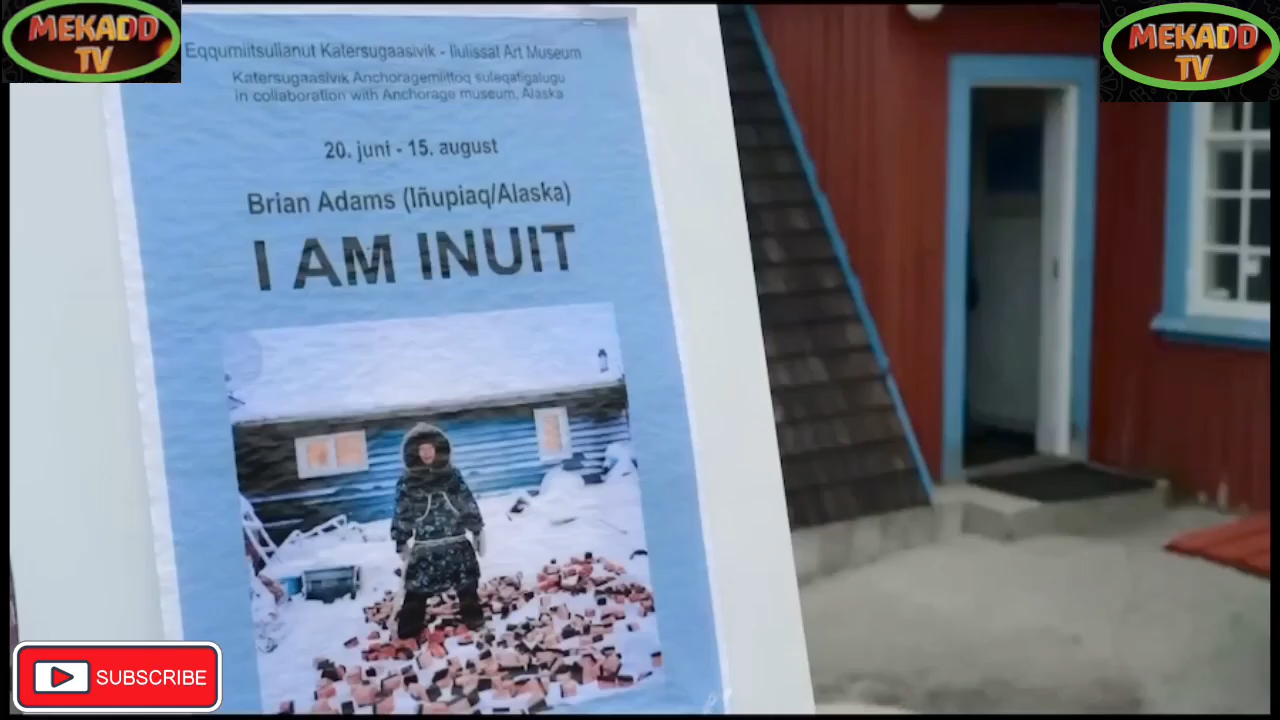 MEKADD
TV
MEKADD
TV
Eqqumiitsulianut Katersugaasivik - Ilulissat Art Museum
Katersugaasivik Anchoragemiittoq suleqatigalugu
in collaboration with Anchorage museum, Alaska
20. juni - 15. august
Brian Adams (Iñupiaq/Alaska)
I AM INUIT
SUBSCRIBE